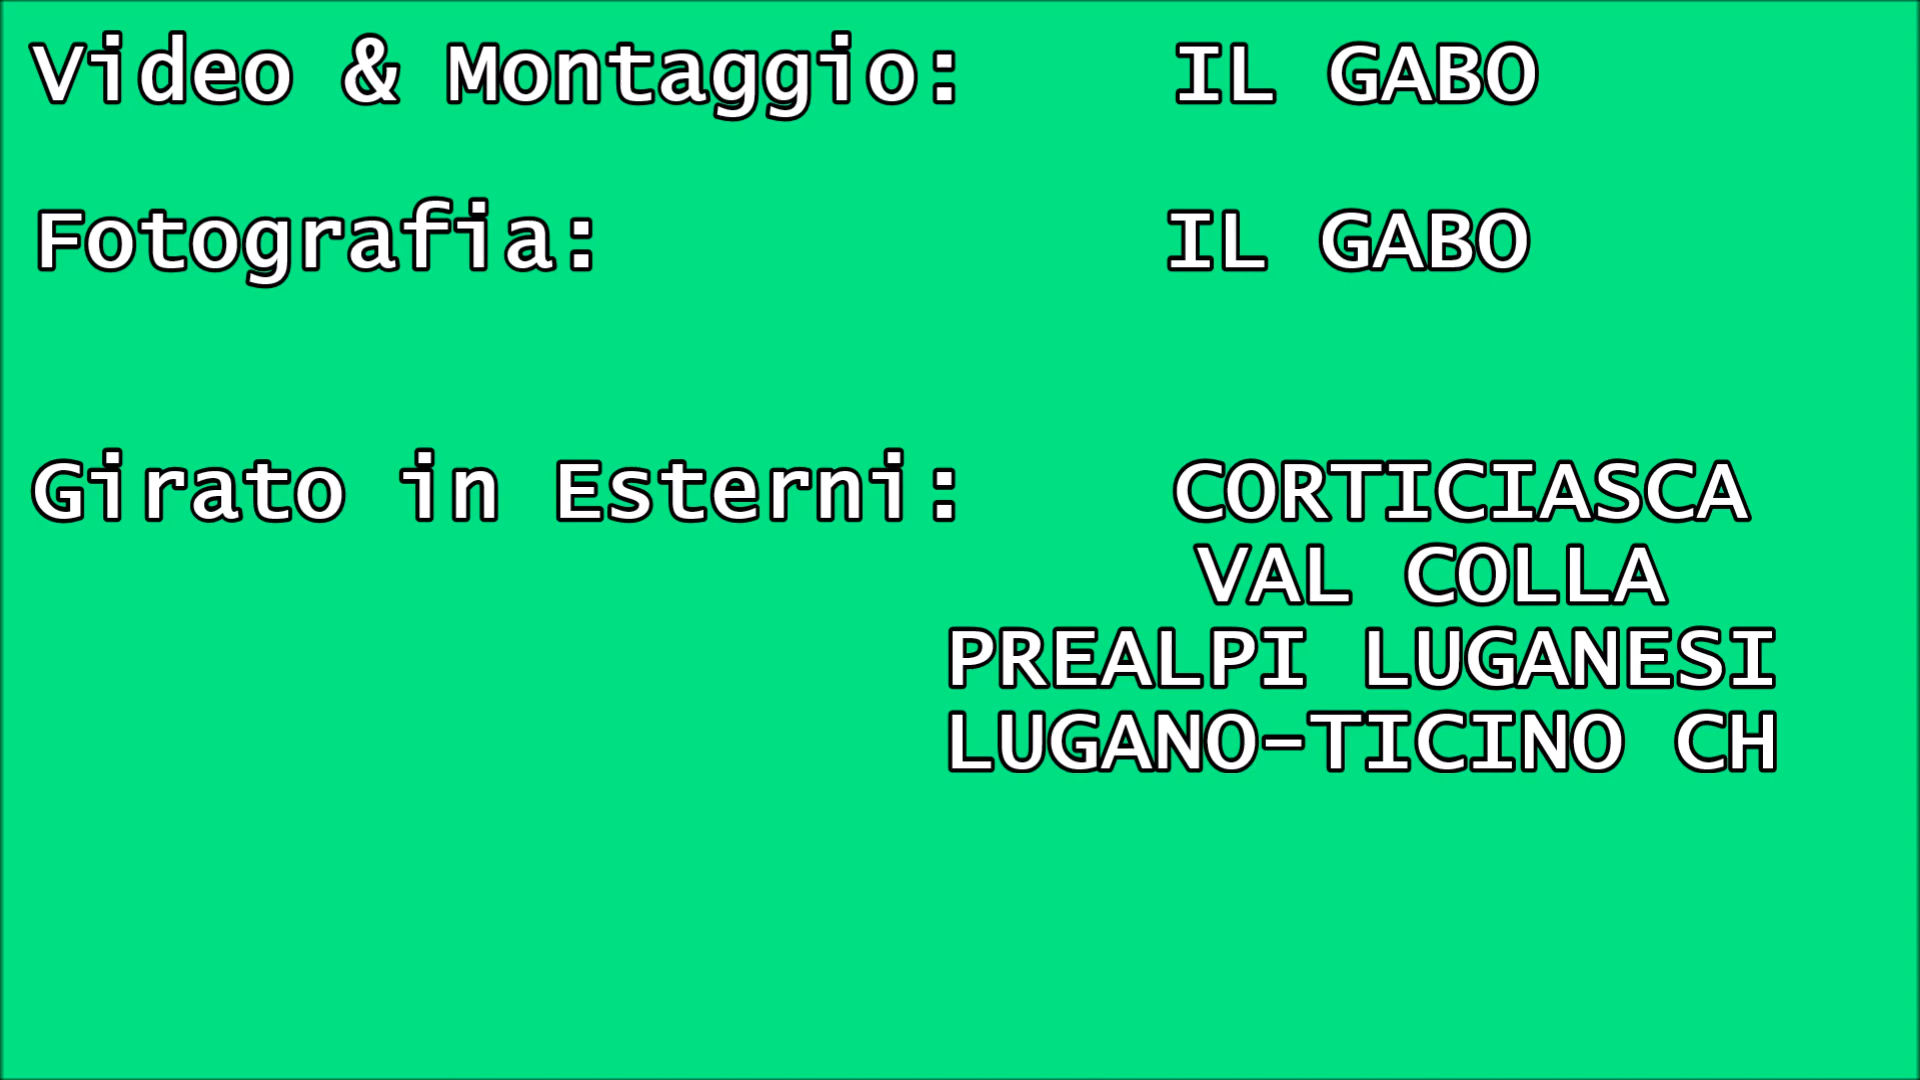 Video & Montaggio: IL GABO
Fotografia: IL GABO
Girato in Esterni: CORTICIASCA
VAL COLLA
PREALPI LUGANESI
LUGANO-TICINO CH